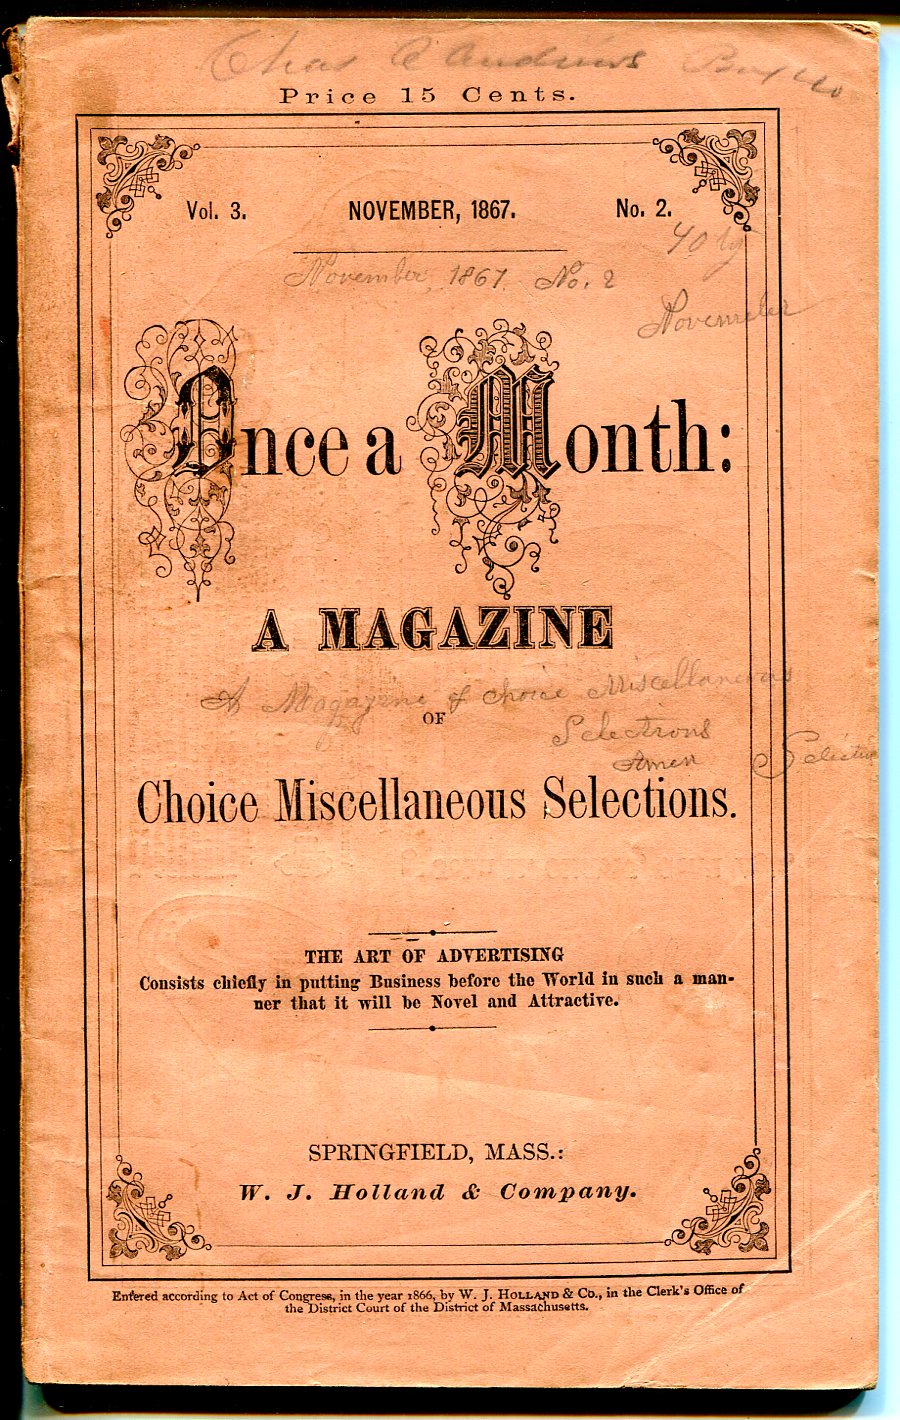 Chas
Price 15 Cents.
Vol. 3. NOVEMBER, 1867. No. 2.
40
November, 1867. No. 2
November
Once a Month:
A MAGAZINE
A Magazine of choice Miscellaneous
OF
Selections
Amen
Choice Miscellaneous Selections.
THE ART OF ADVERTISING
Consists chiefly in putting Business before the World in such a man-
ner that it will be Novel and Attractive.
SPRINGFIELD, MASS.:
W. J. Holland & Company.
Entered according to Act of Congress, in the year 1866, by W. J. HOLLAND & CO., in the Clerk's Office of
the District Court of the District of Massachusetts.